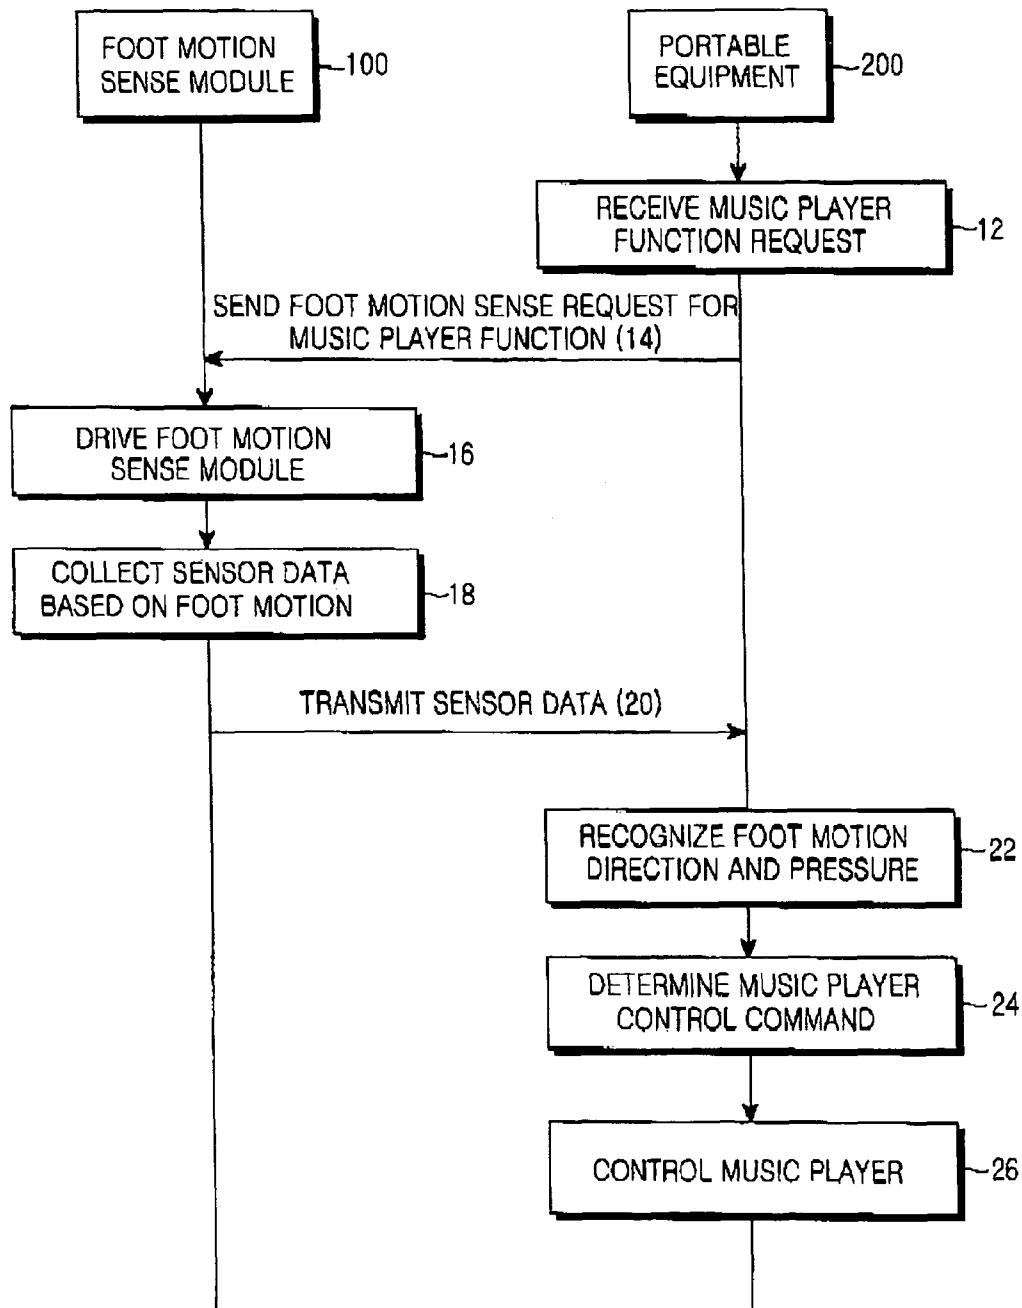 FOOT MOTION
SENSE MODULE
100
PORTABLE
EQUIPMENT
200
RECEIVE MUSIC PLAYER
FUNCTION REQUEST
12
SEND FOOT MOTION SENSE REQUEST FOR
MUSIC PLAYER FUNCTION (14)
DRIVE FOOT MOTION
SENSE MODULE
16
COLLECT SENSOR DATA
BASED ON FOOT MOTION
18
TRANSMIT SENSOR DATA (20)
RECOGNIZE FOOT MOTION
DIRECTION AND PRESSURE
22
DETERMINE MUSIC PLAYER
CONTROL COMMAND
24
CONTROL MUSIC PLAYER
26